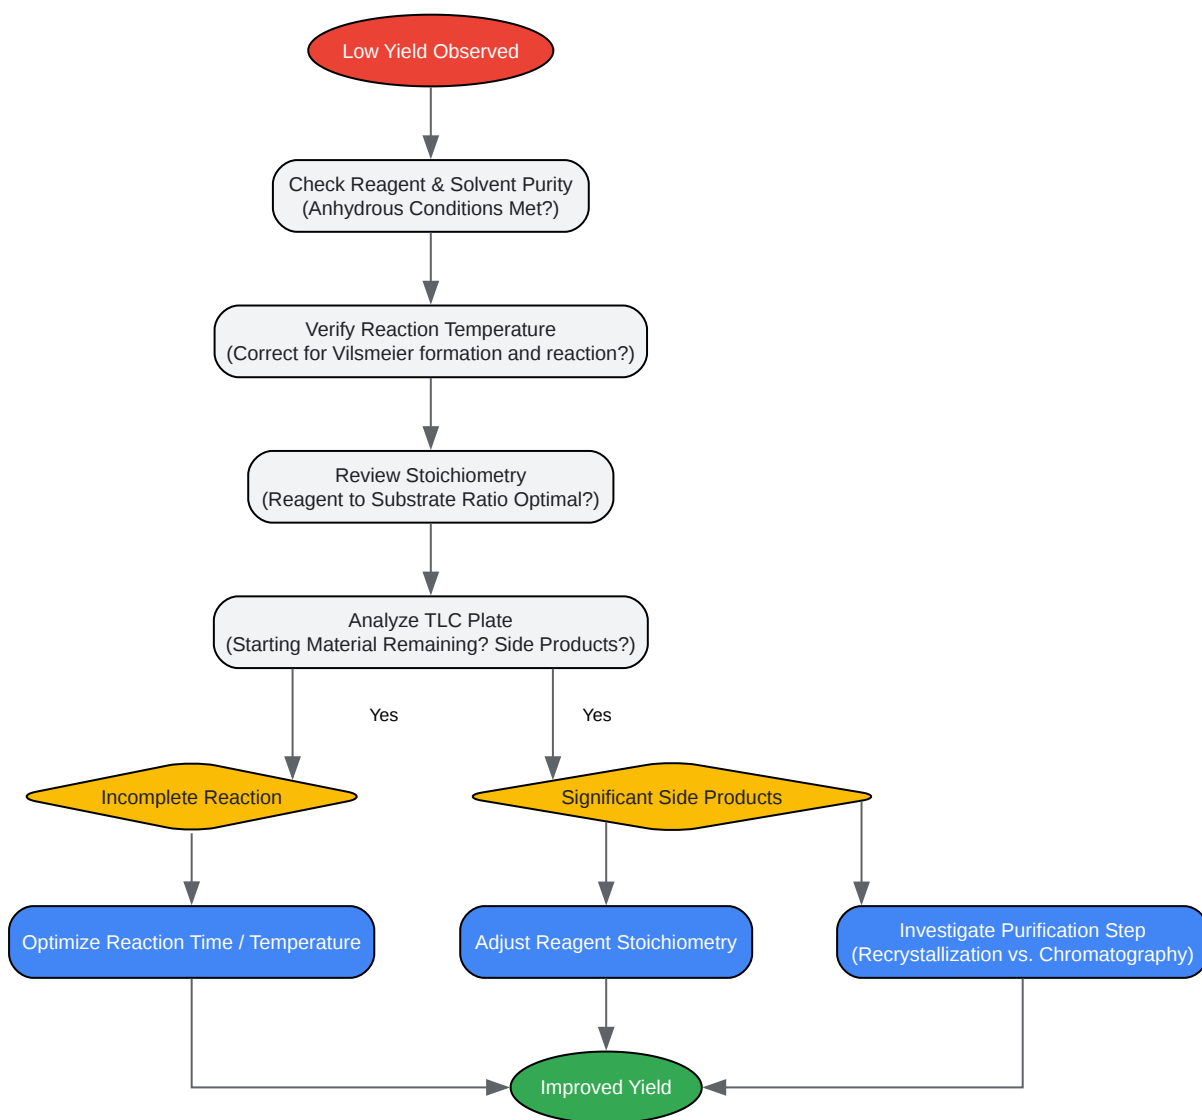 Low Yield Observed
Check Reagent & Solvent Purity
(Anhydrous Conditions Met?)
Verify Reaction Temperature
(Correct for Vilsmeier formation and reaction?)
Review Stoichiometry
(Reagent to Substrate Ratio Optimal?)
Analyze TLC Plate
(Starting Material Remaining? Side Products?)
Yes
Yes
Incomplete Reaction
Significant Side Products
Optimize Reaction Time / Temperature
Adjust Reagent Stoichiometry
Investigate Purification Step
(Recrystallization vs. Chromatography)
Improved Yield